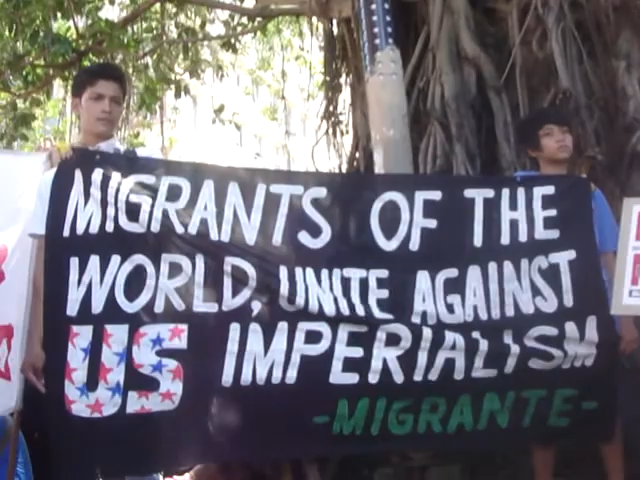 MIGRANTS OF THE
WORLD, UNITE AGAINST
US IMPERIALISM
-MIGRANTE-